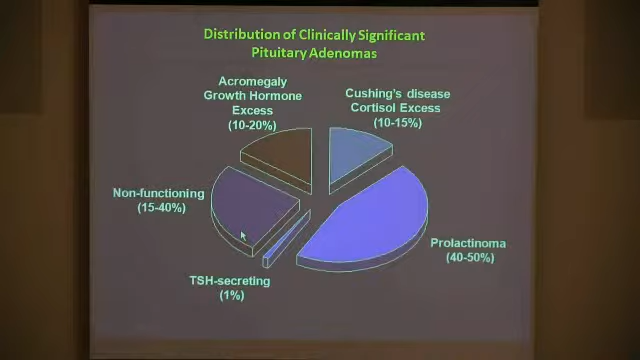 Distribution of Clinically Significant
Pituitary Adenomas
Acromegaly
Growth Hormone
Excess
(10-20%)
Cushing's disease
Cortisol Excess
(10-15%)
Non-functioning
(15-40%)
Prolactinoma
(40-50%)
TSH-secreting
(1%)